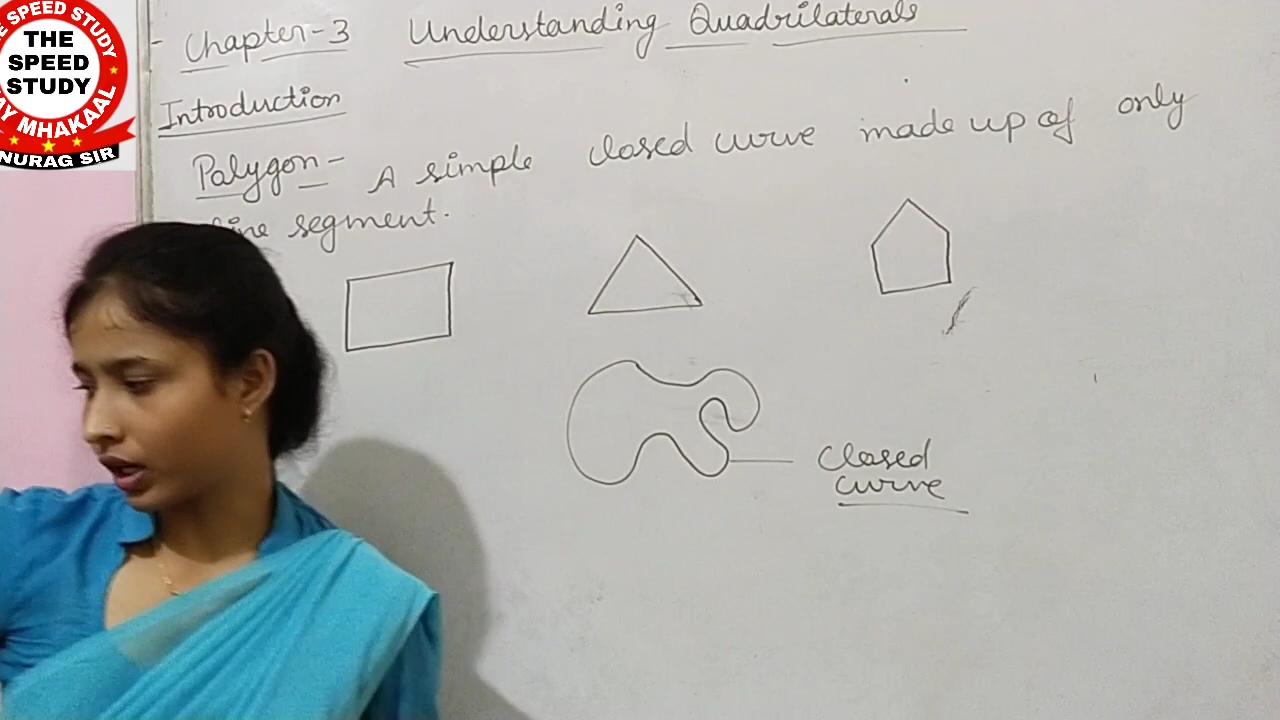 THE SPEED STUDY
THE
SPEED
STUDY
MHAKAAL
NURAG SIR
Chapter-3 Understanding Quadrilaterals
Introduction
Polygon- A simple closed curve made up of only
line segment.
closed
curve